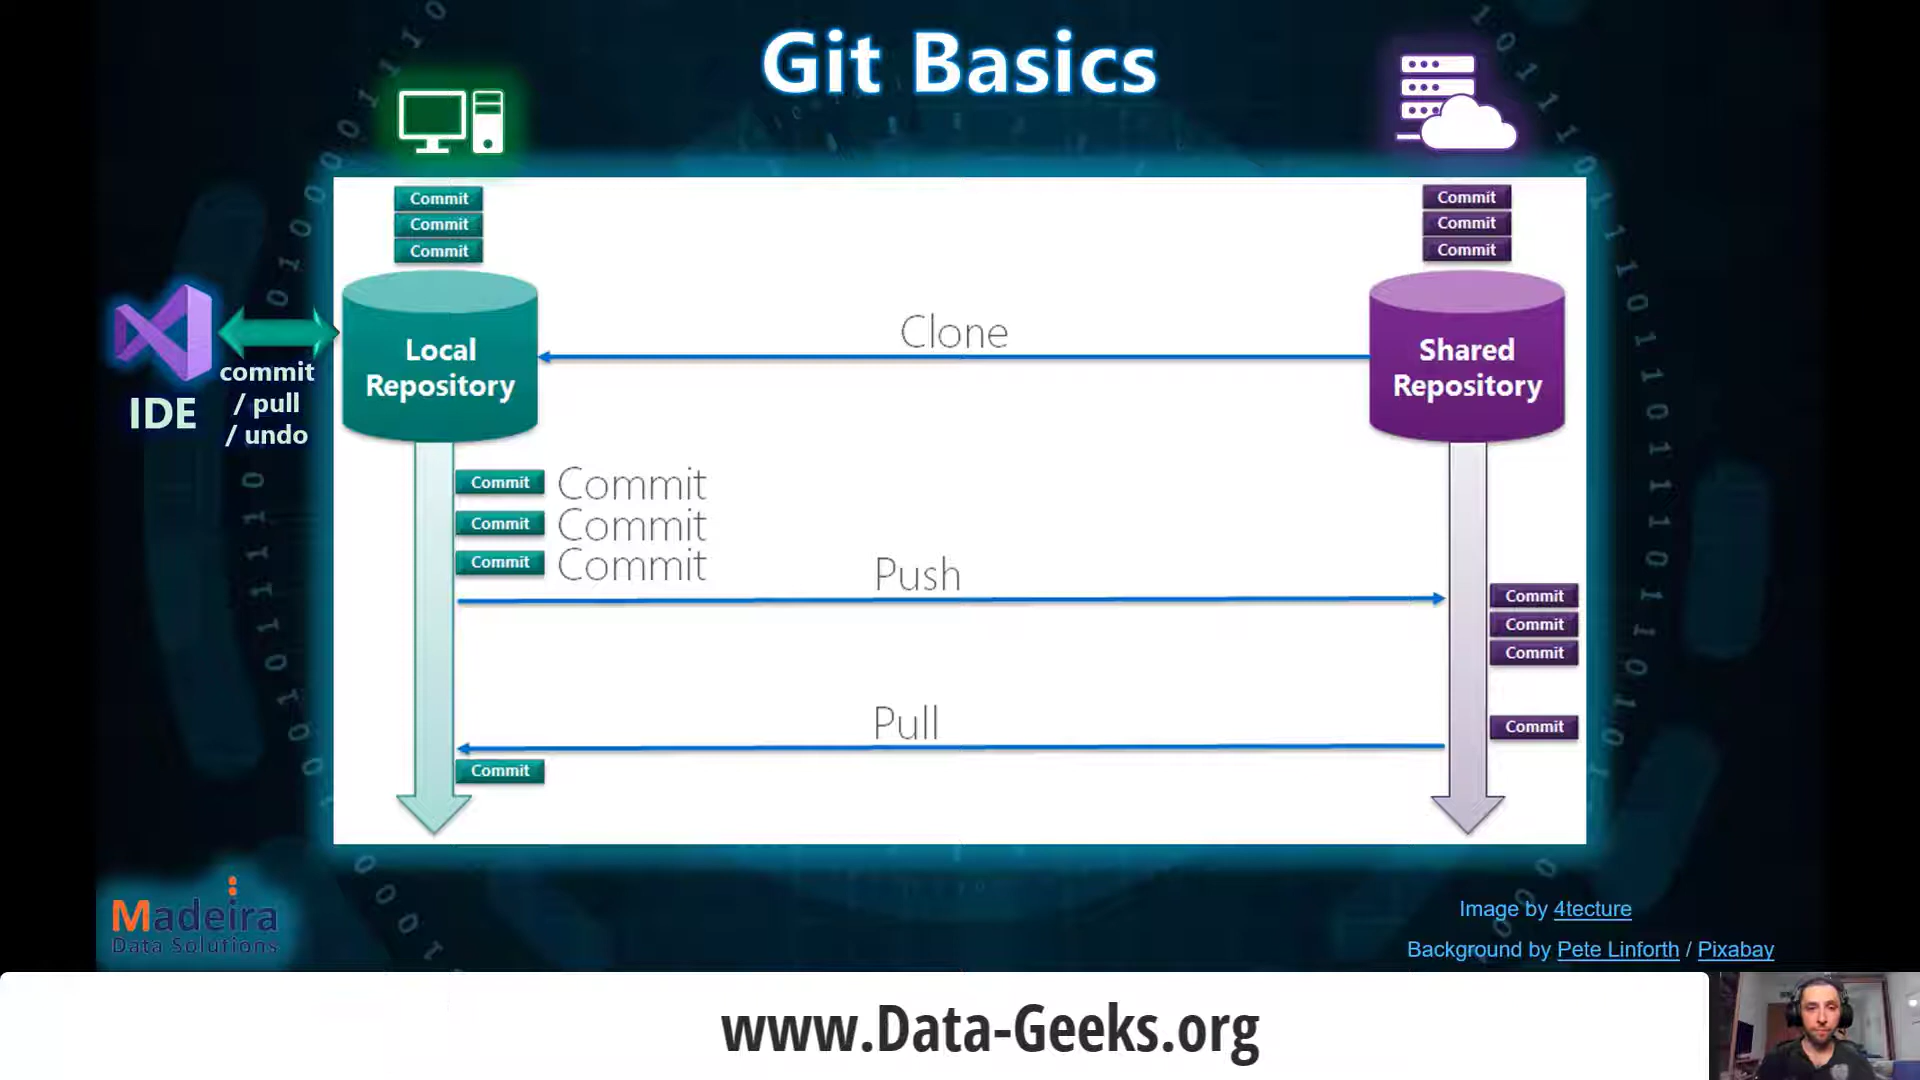 Git Basics
Commit
Commit
Commit
Commit
Commit
Commit
Clone
Local
Repository
Shared
Repository
commit
/ pull
/ undo
IDE
Commit Commit
Commit Commit
Commit Commit
Push
Commit
Commit
Commit
Pull
Commit
Commit
Madeira
Data Solutions
Image by 4tecture
Background by Pete Linforth / Pixabay
www.Data-Geeks.org